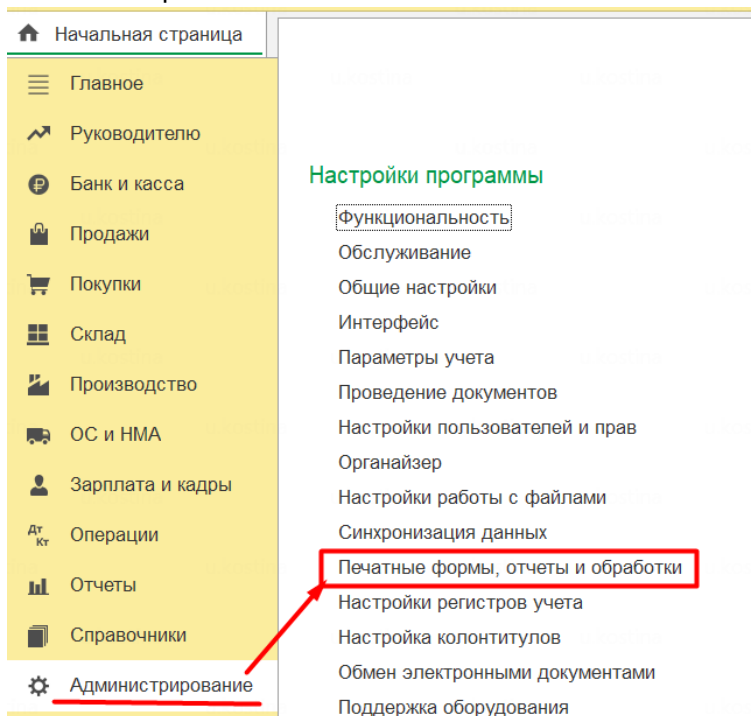 Начальная страница
Главное
Руководителю
Банк и касса
Продажи
Покупки
Склад
Производство
ОС и НМА
Зарплата и кадры
Дт
Кт
Операции
Отчеты
Справочники
Администрирование
Настройки программы
Функциональность
Обслуживание
Общие настройки
Интерфейс
Параметры учета
Проведение документов
Настройки пользователей и прав
Органайзер
Настройки работы с файлами
Синхронизация данных
Печатные формы, отчеты и обработки
Настройки регистров учета
Настройка колонтитулов
Обмен электронными документами
Поддержка оборудования